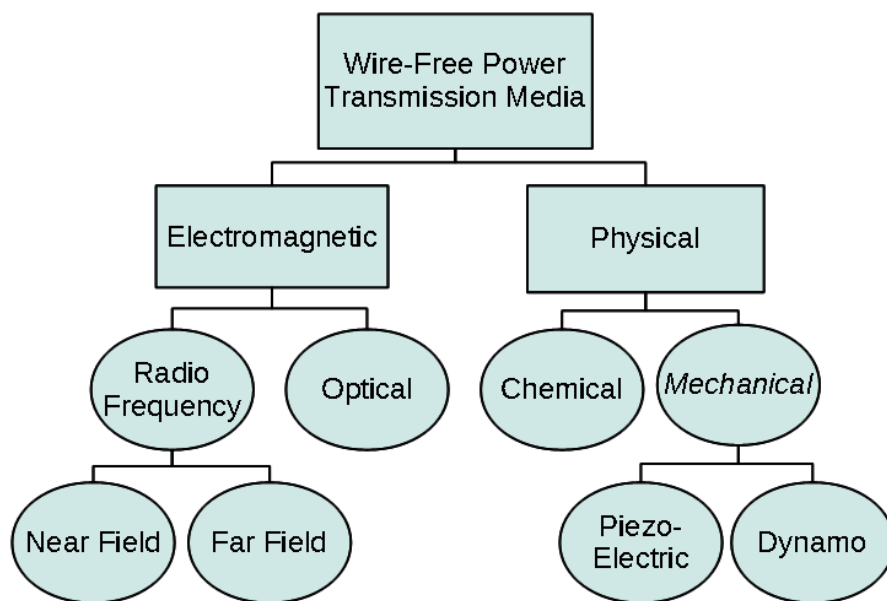 Wire-Free Power
Transmission Media
Electromagnetic
Physical
Radio
Frequency
Optical
Chemical
Mechanical
Near Field
Far Field
Piezo-
Electric
Dynamo